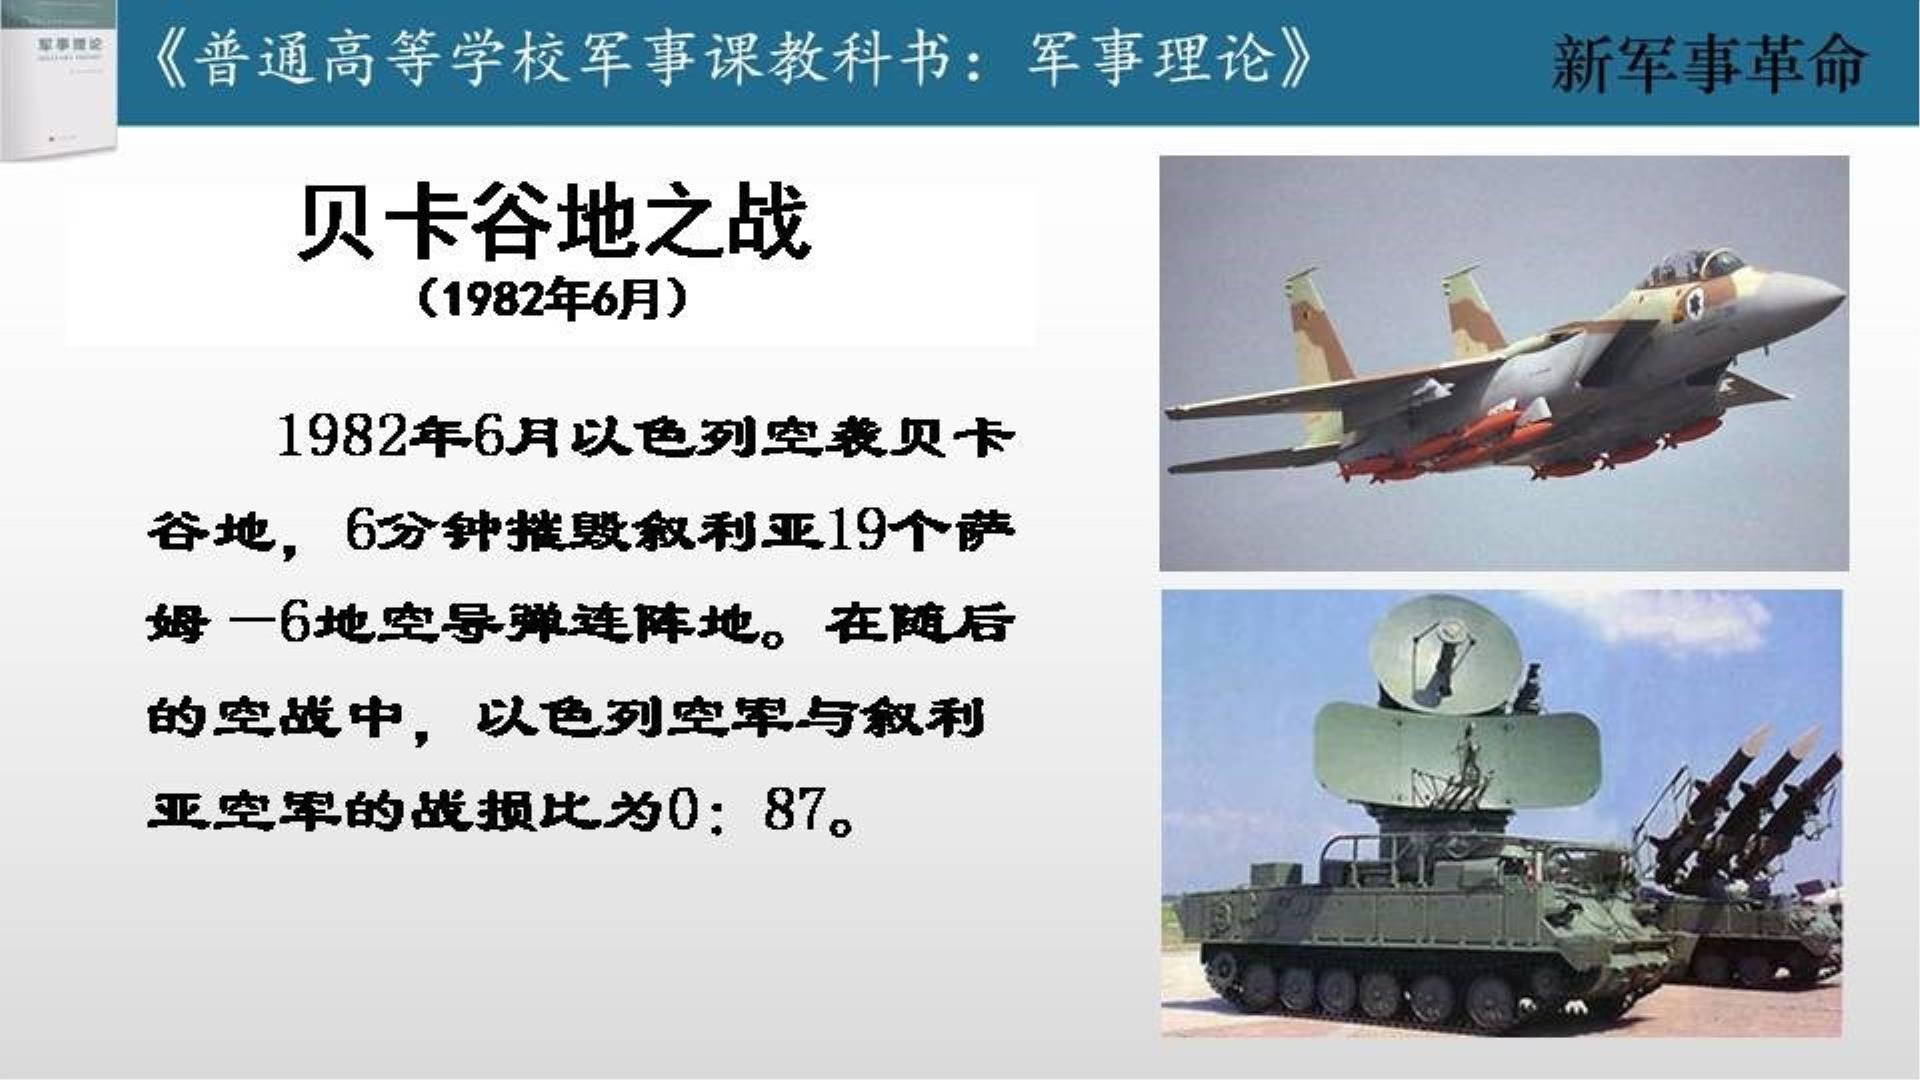 军事理论
《普通高等学校军事课教科书：军事理论》
新军事革命
贝卡谷地之战
（1982年6月）
1982年6月以色列空袭贝卡
谷地，6分钟摧毁叙利亚19个萨
姆－6地空导弹连阵地。在随后
的空战中，以色列空军与叙利
亚空军的战损比为0：87。